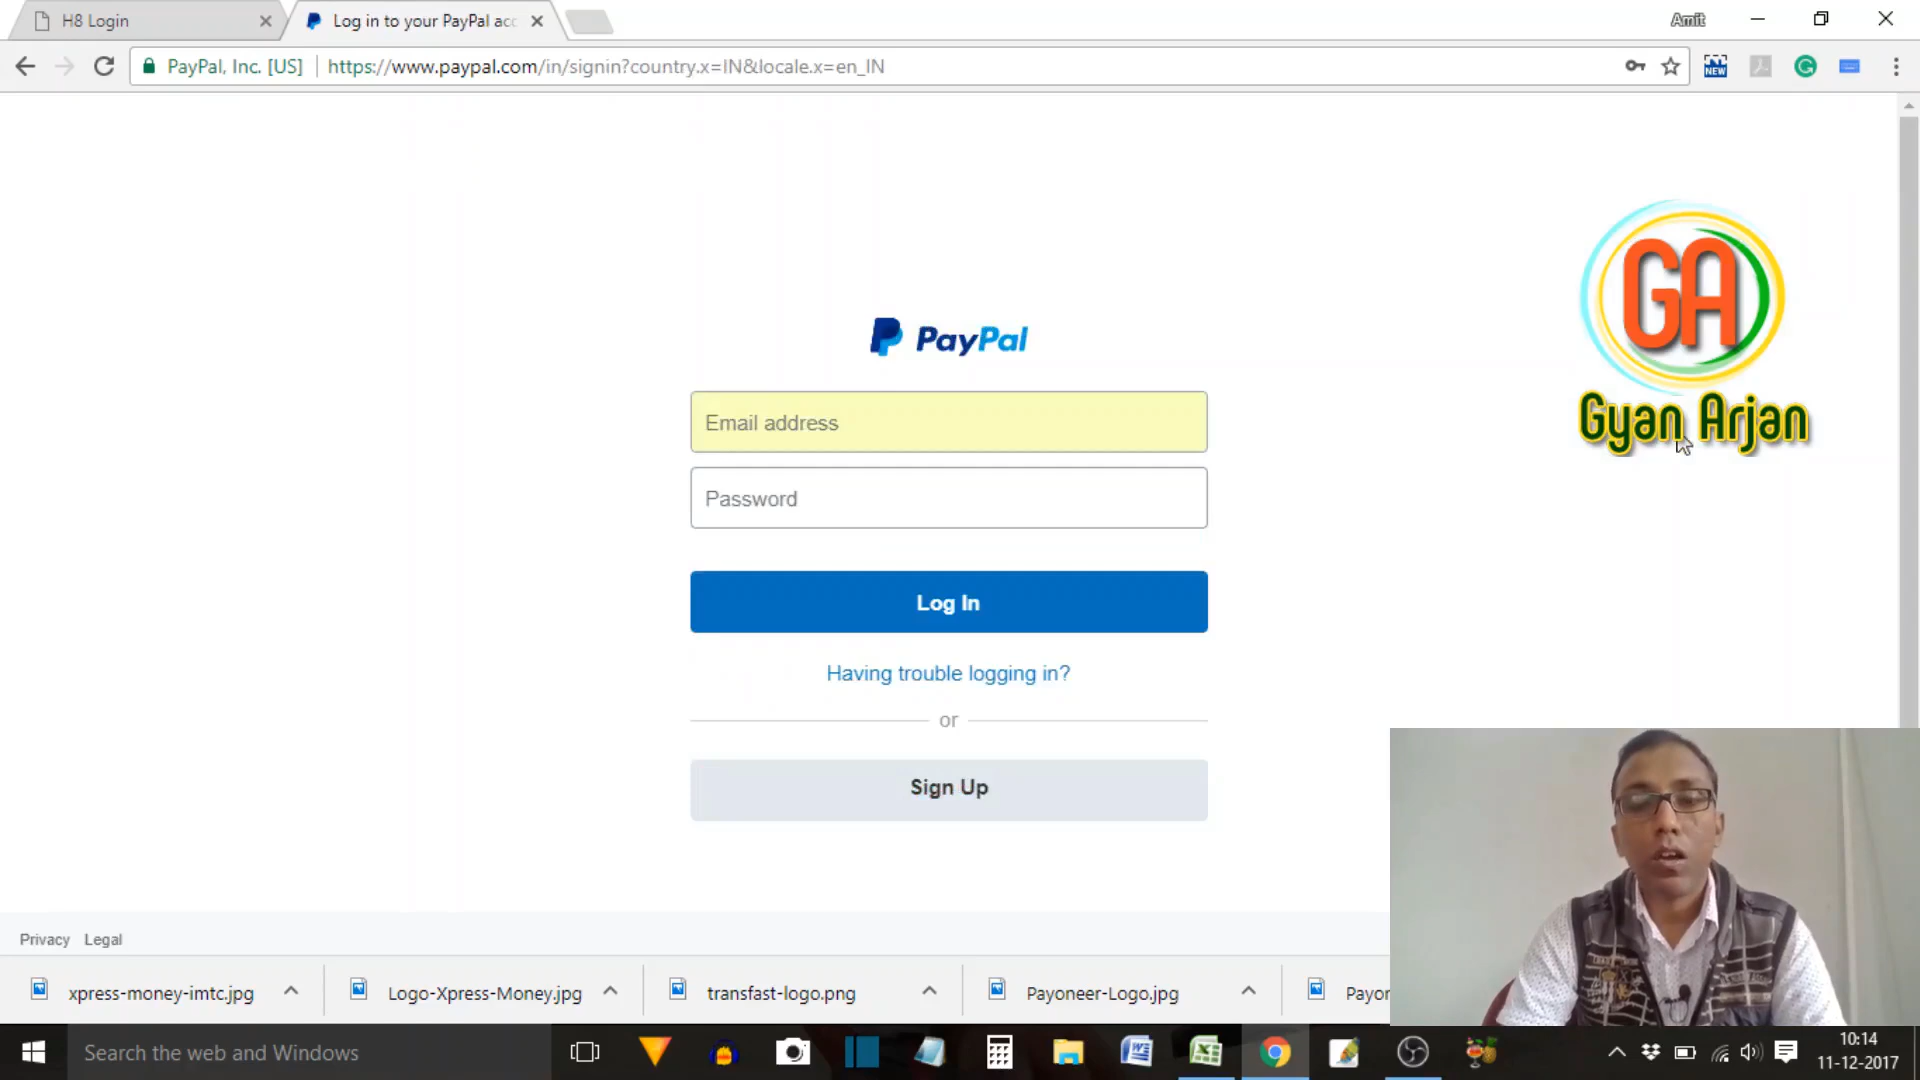 H8 Login
Log in to your PayPal acc
Amit
PayPal, Inc. [US]
https://www.paypal.com/in/signin?country.x=IN&locale.x=en_IN
NEW
GA
Gyan Arjan
PayPal
Email address
Password
Log In
Having trouble logging in?
or
Sign Up
Privacy Legal
xpress-money-imtc.jpg
Logo-Xpress-Money.jpg
transfast-logo.png
Payoneer-Logo.jpg
Payor
Search the web and Windows
10:14
11-12-2017